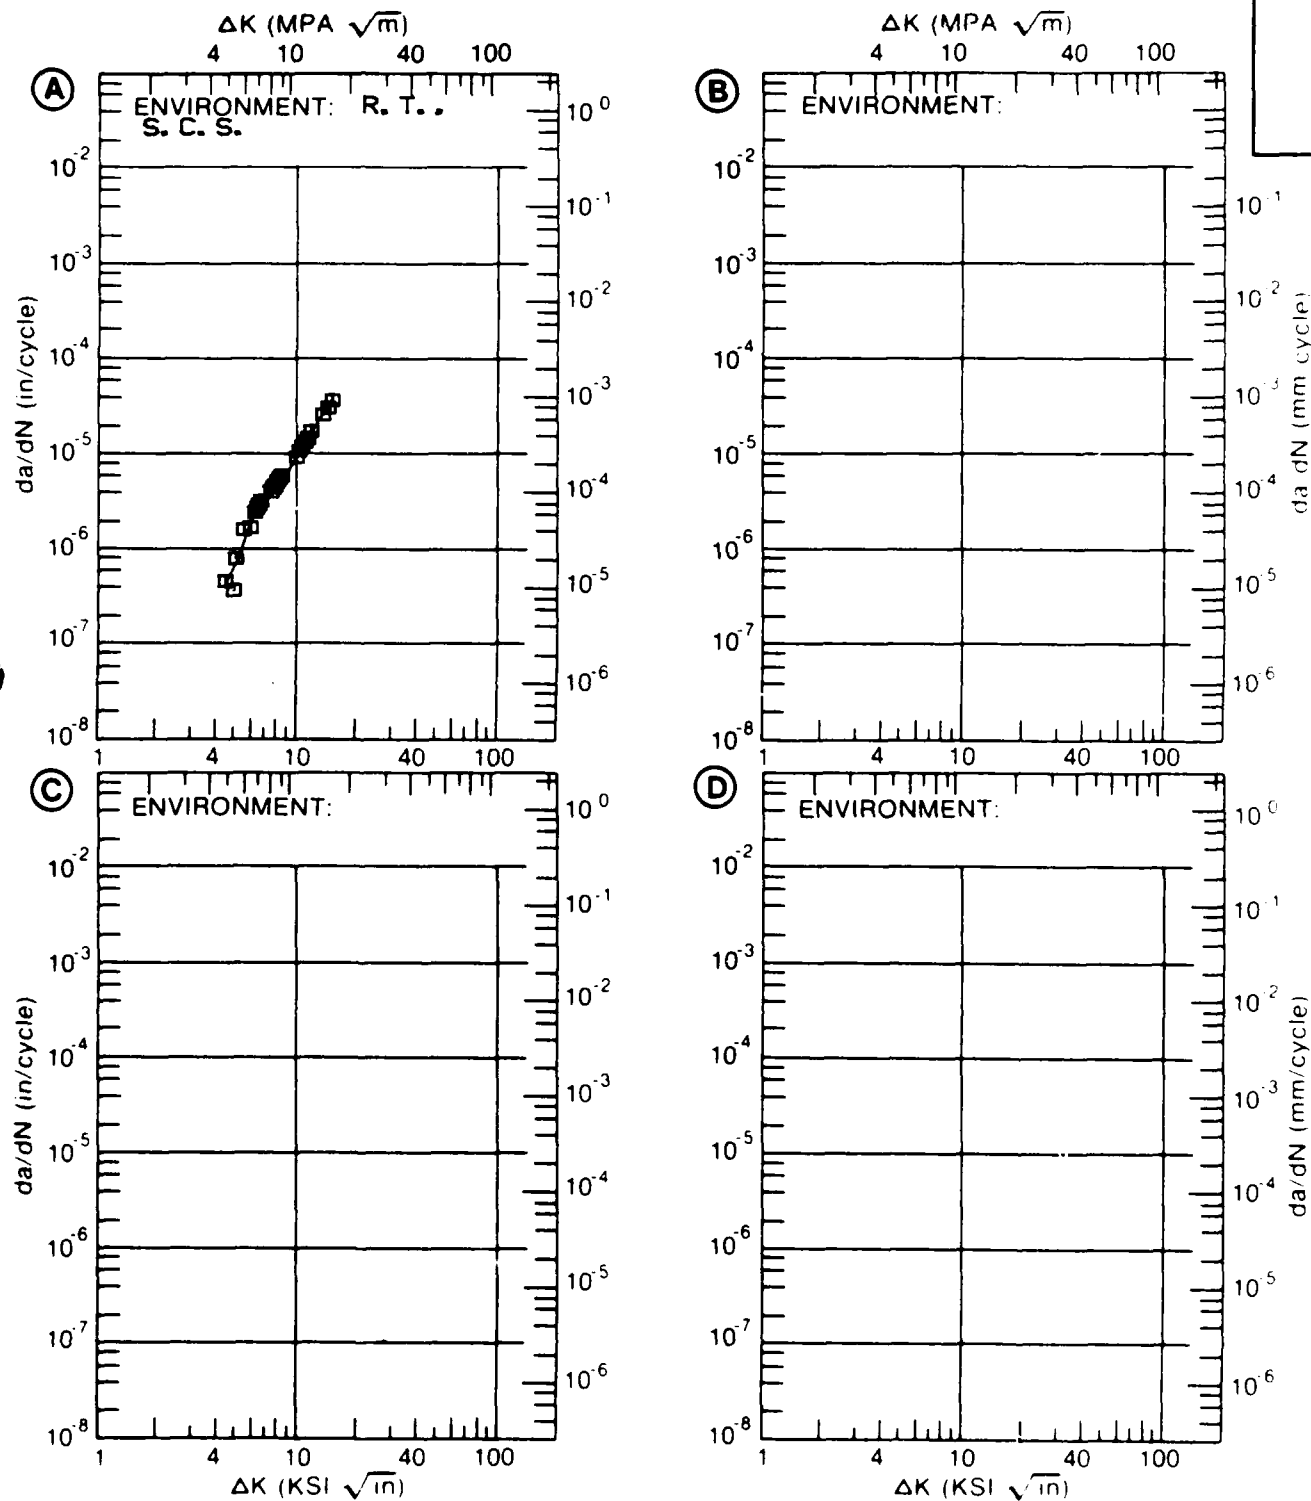 ΔK (MPA √m)
4 10 40 100
A
ENVIRONMENT: R. T. ,
S. C. S.
10^0
10^-2
10^-1
10^-3
10^-2
10^-4
10^-3
10^-5
10^-4
10^-6
10^-5
10^-7
10^-6
10^-8
1 4 10 40 100
da/dN (in/cycle)
ΔK (MPA √m)
4 10 40 100
B
ENVIRONMENT:
10^-2
10^-1
10^-3
10^-2
10^-4
10^-3
10^-5
10^-4
10^-6
10^-5
10^-7
10^-6
10^-8
1 4 10 40 100
da dN (mm cycle)
C
ENVIRONMENT:
10^0
10^-2
10^-1
10^-3
10^-2
10^-4
10^-3
10^-5
10^-4
10^-6
10^-5
10^-7
10^-6
10^-8
1 4 10 40 100
da/dN (in/cycle)
ΔK (KSI √in)
D
ENVIRONMENT:
10^0
10^-2
10^-1
10^-3
10^-2
10^-4
10^-3
10^-5
10^-4
10^-6
10^-5
10^-7
10^-6
10^-8
1 4 10 40 100
da/dN (mm/cycle)
ΔK (KSI √in)